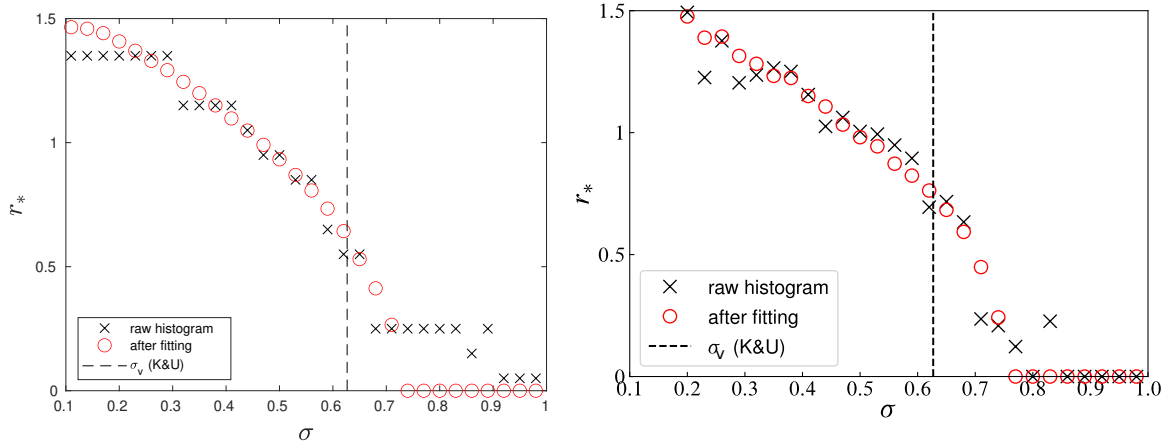 1.5
1
0.5
0
r*
raw histogram
after fitting
σv (K&U)
0.1 0.2 0.3 0.4 0.5 0.6 0.7 0.8 0.9 1
σ
1.5
1
0.5
0
r*
raw histogram
after fitting
σv (K&U)
0.1 0.2 0.3 0.4 0.5 0.6 0.7 0.8 0.9 1.0
σ